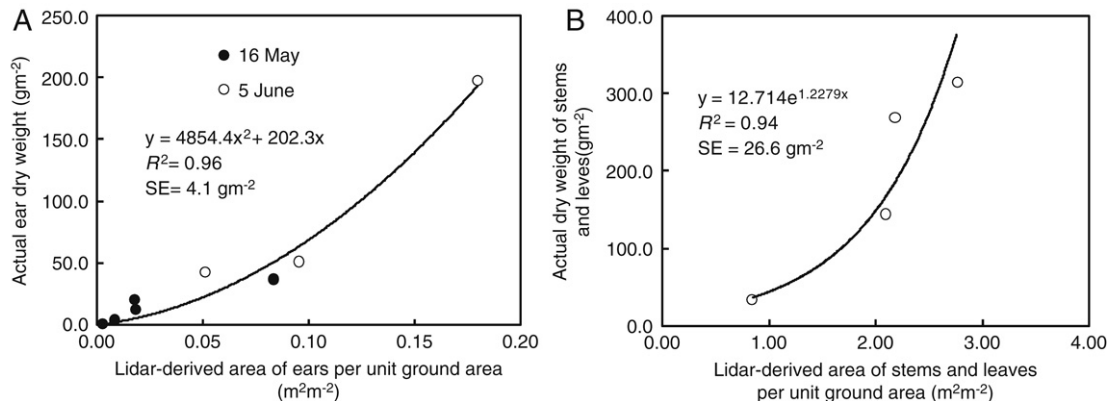 A
250.0
200.0
150.0
100.0
50.0
0.0
0.00
0.05
0.10
0.15
0.20
Actual ear dry weight (gm⁻²)
16 May
5 June
y = 4854.4x²+ 202.3x
R²= 0.96
SE= 4.1 gm⁻²
Lidar-derived area of ears per unit ground area
(m²m⁻²)
B
400.0
300.0
200.0
100.0
0.0
0.00
1.00
2.00
3.00
4.00
Actual dry weight of stems
and leves(gm⁻²)
y = 12.714e¹·²²⁷⁹ˣ
R² = 0.94
SE = 26.6 gm⁻²
Lidar-derived area of stems and leaves
per unit ground area (m²m⁻²)